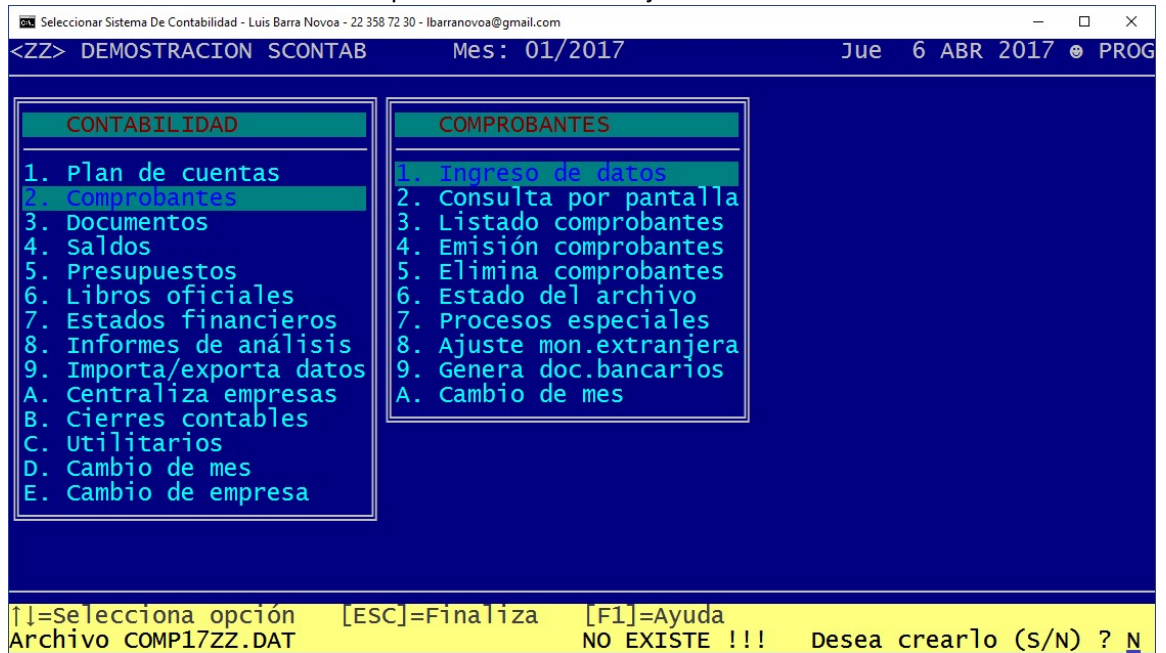 Seleccionar Sistema De Contabilidad - Luis Barra Novoa - 22 358 72 30 - lbarranovoa@gmail.com
<ZZ> DEMOSTRACION SCONTAB Mes: 01/2017 Jue 6 ABR 2017 ☻ PROG
CONTABILIDAD
1. Plan de cuentas
2. Comprobantes
3. Documentos
4. Saldos
5. Presupuestos
6. Libros oficiales
7. Estados financieros
8. Informes de análisis
9. Importa/exporta datos
A. Centraliza empresas
B. Cierres contables
C. Utilitarios
D. Cambio de mes
E. Cambio de empresa
COMPROBANTES
1. Ingreso de datos
2. Consulta por pantalla
3. Listado comprobantes
4. Emisión comprobantes
5. Elimina comprobantes
6. Estado del archivo
7. Procesos especiales
8. Ajuste mon.extranjera
9. Genera doc.bancarios
A. Cambio de mes
↑↓=Selecciona opción [ESC]=Finaliza [F1]=Ayuda
Archivo COMP17ZZ.DAT NO EXISTE !!! Desea crearlo (S/N) ? N